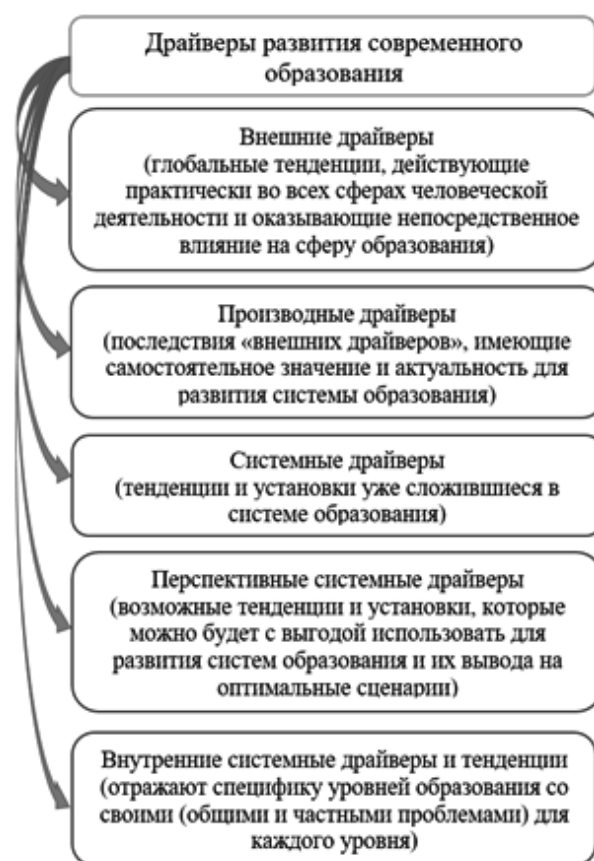 Драйверы развития современного
образования
Внешние драйверы
(глобальные тенденции, действующие
практически во всех сферах человеческой
деятельности и оказывающие непосредственное
влияние на сферу образования)
Производные драйверы
(последствия «внешних драйверов», имеющие
самостоятельное значение и актуальность для
развития системы образования)
Системные драйверы
(тенденции и установки уже сложившиеся в
системе образования)
Перспективные системные драйверы
(возможные тенденции и установки, которые
можно будет с выгодой использовать для
развития систем образования и их вывода на
оптимальные сценарии)
Внутренние системные драйверы и тенденции
(отражают специфику уровней образования со
своими (общими и частными проблемами) для
каждого уровня)